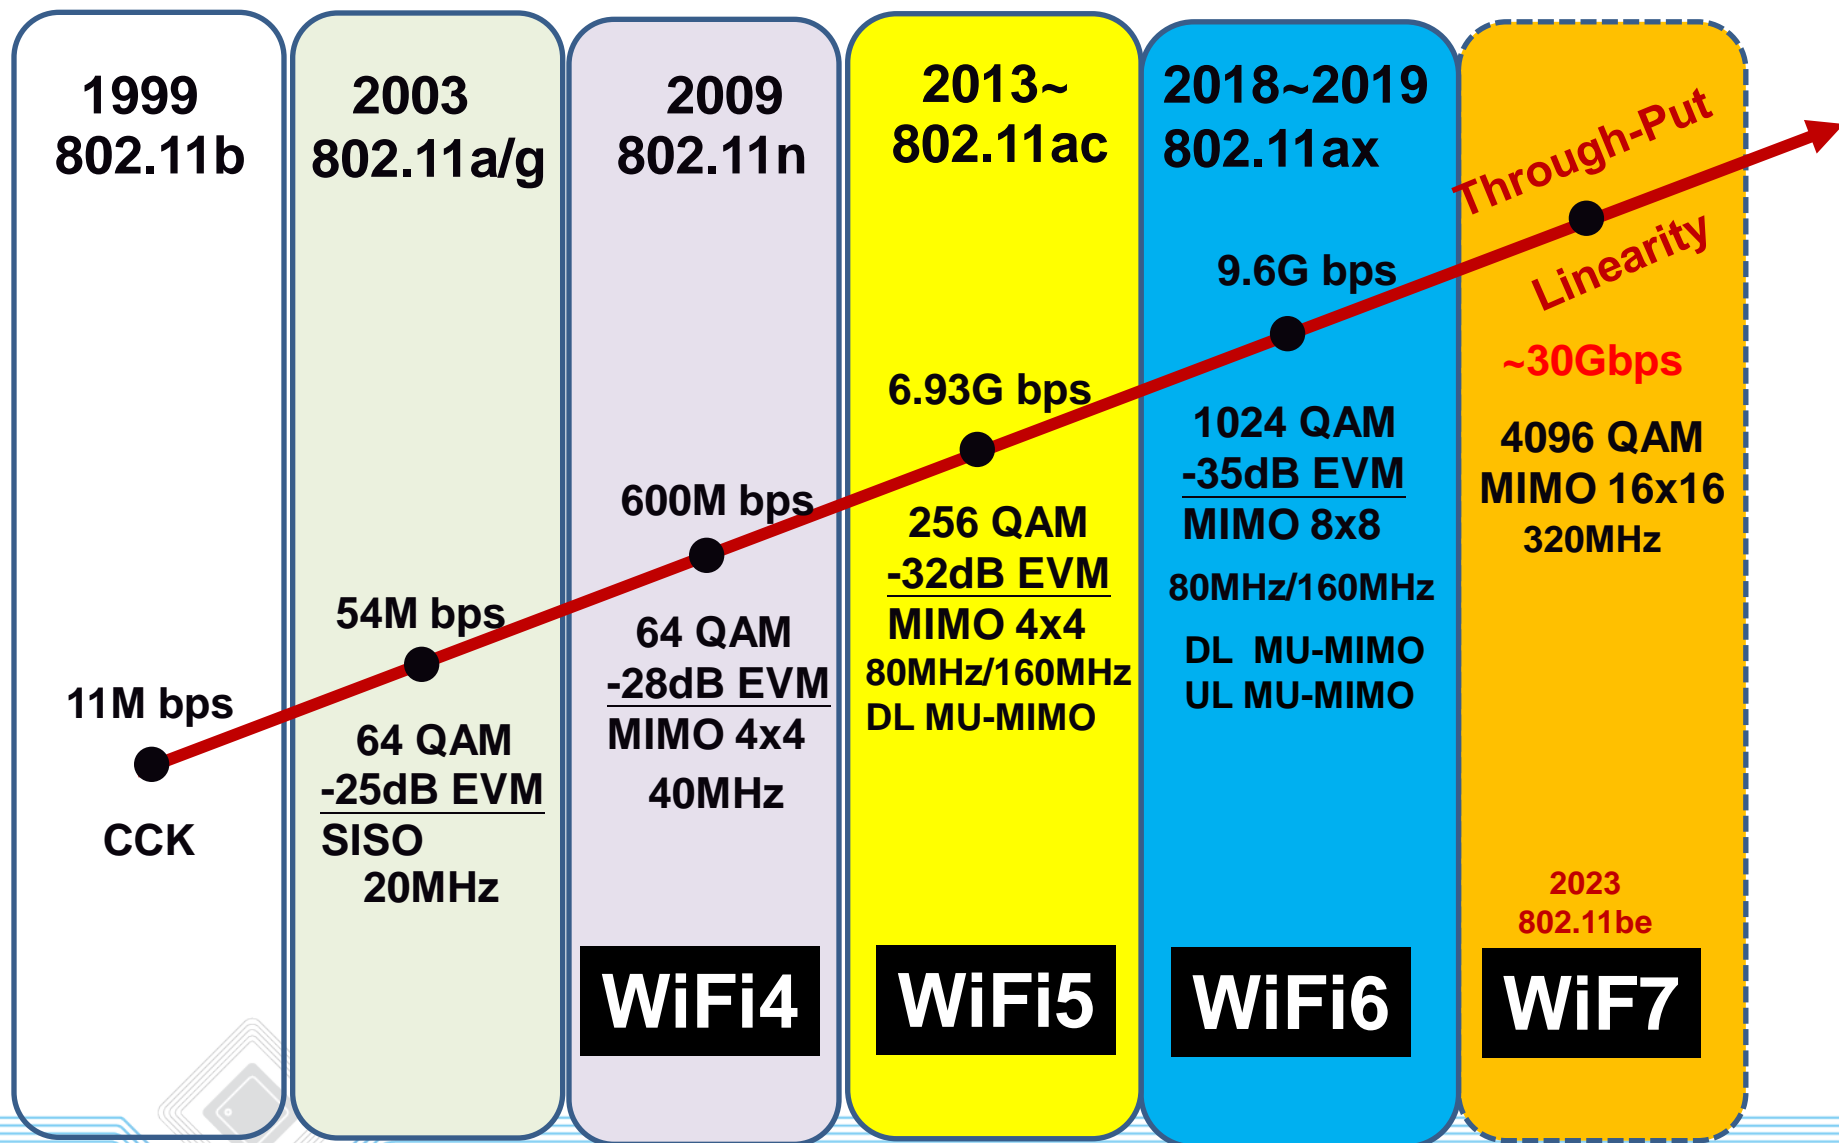 1999
802.11b
11M bps
CCK
2003
802.11a/g
54M bps
64 QAM
-25dB EVM
SISO
20MHz
2009
802.11n
600M bps
64 QAM
-28dB EVM
MIMO 4x4
40MHz
WiFi4
2013~
802.11ac
6.93G bps
256 QAM
-32dB EVM
MIMO 4x4
80MHz/160MHz
DL MU-MIMO
WiFi5
2018~2019
802.11ax
9.6G bps
1024 QAM
-35dB EVM
MIMO 8x8
80MHz/160MHz
DL MU-MIMO
UL MU-MIMO
WiFi6
Through-Put
Linearity
~30Gbps
4096 QAM
MIMO 16x16
320MHz
2023
802.11be
WiF7